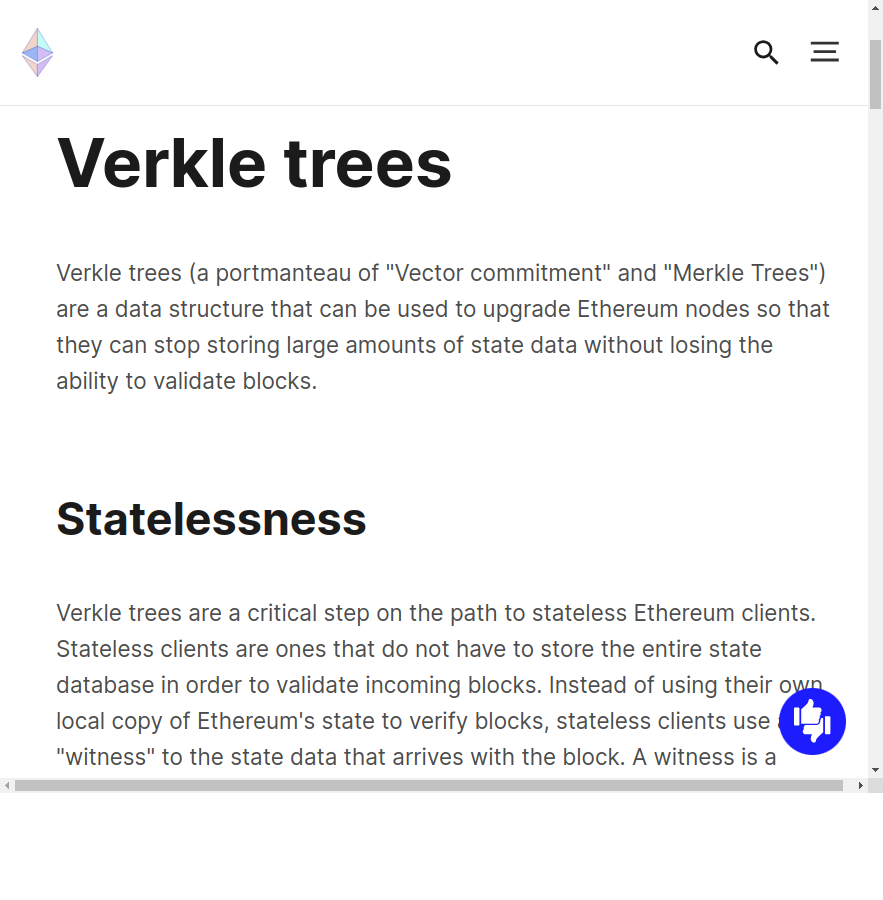 Verkle trees
Verkle trees (a portmanteau of "Vector commitment" and "Merkle Trees")
are a data structure that can be used to upgrade Ethereum nodes so that
they can stop storing large amounts of state data without losing the
ability to validate blocks.
Statelessness
Verkle trees are a critical step on the path to stateless Ethereum clients.
Stateless clients are ones that do not have to store the entire state
database in order to validate incoming blocks. Instead of using their own
local copy of Ethereum's state to verify blocks, stateless clients use
"witness" to the state data that arrives with the block. A witness is a